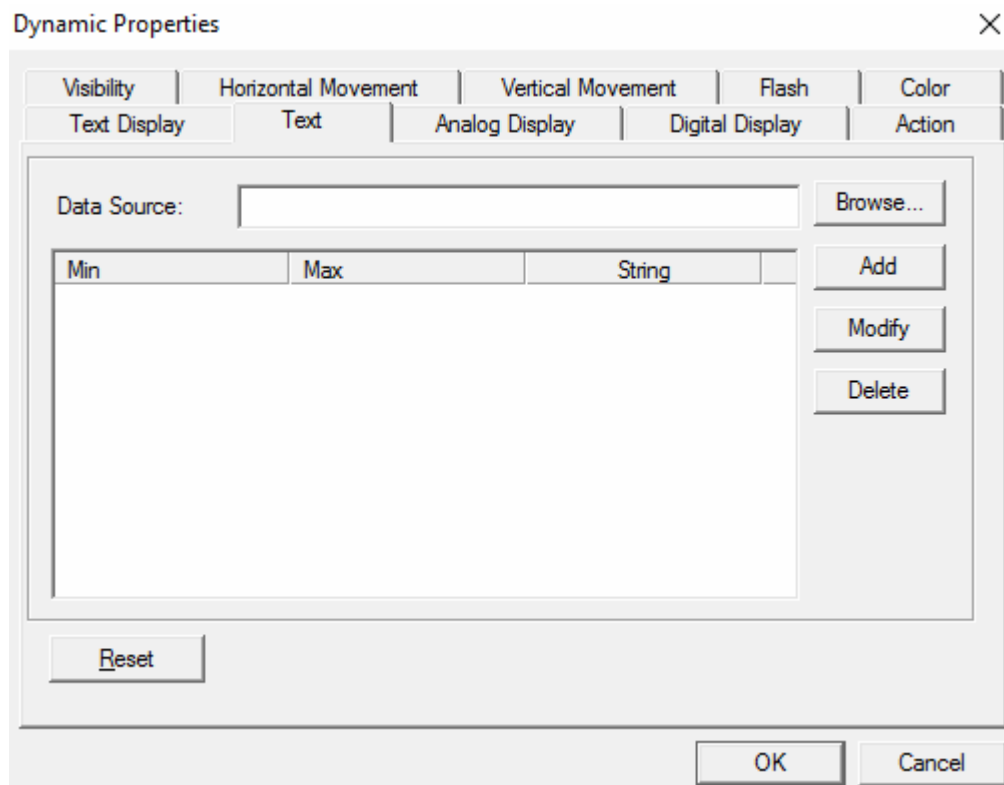 Dynamic Properties
Visibility Horizontal Movement Vertical Movement Flash Color
Text Display Text Analog Display Digital Display Action
Data Source: Browse...
Min Max String Add
Modify
Delete
Reset
OK Cancel